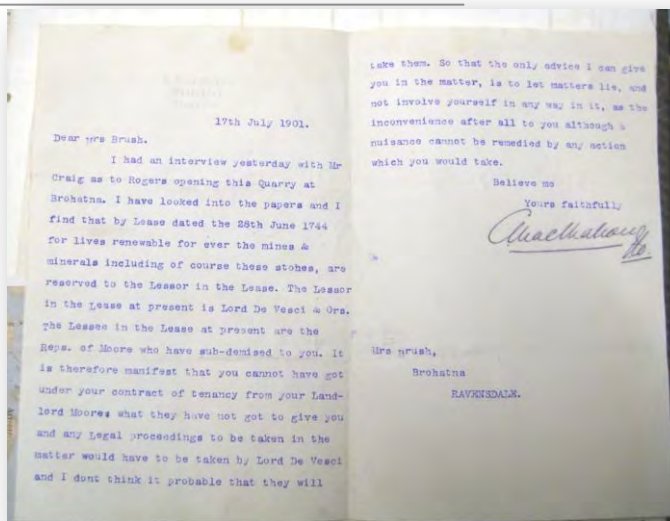 17th July 1901.
Dear Mrs Brush.
I had an interview yesterday with Mr
Craig as to Rogers opening this Quarry at
Brohatna. I have looked into the papers and I
find that by Lease dated the 28th June 1744
for lives renewable for ever the mines &
minerals including of course these stones, are
reserved to the Lessor in the Lease. The Lessor
in the Lease at present is Lord De Vesci & Ors.
The Lessee in the Lease at present are the
Reps. of Moore who have sub-demised to you. It
is therefore manifest that you cannot have got
under your contract of tenancy from your Land-
lord Moores what they have not got to give you
and any Legal proceedings to be taken in the
matter would have to be taken by Lord De Vesci
and I dont think it probable that they will
take them. So that the only advice I can give
you in the matter, is to let matters lie, and
not involve yourself in any way in it, as the
inconvenience after all to you although a
nuisance cannot be remedied by any action
which you would take.
Believe me
Yours faithfully
Mrs Brush,
Brohatna
RAVENSDALE.